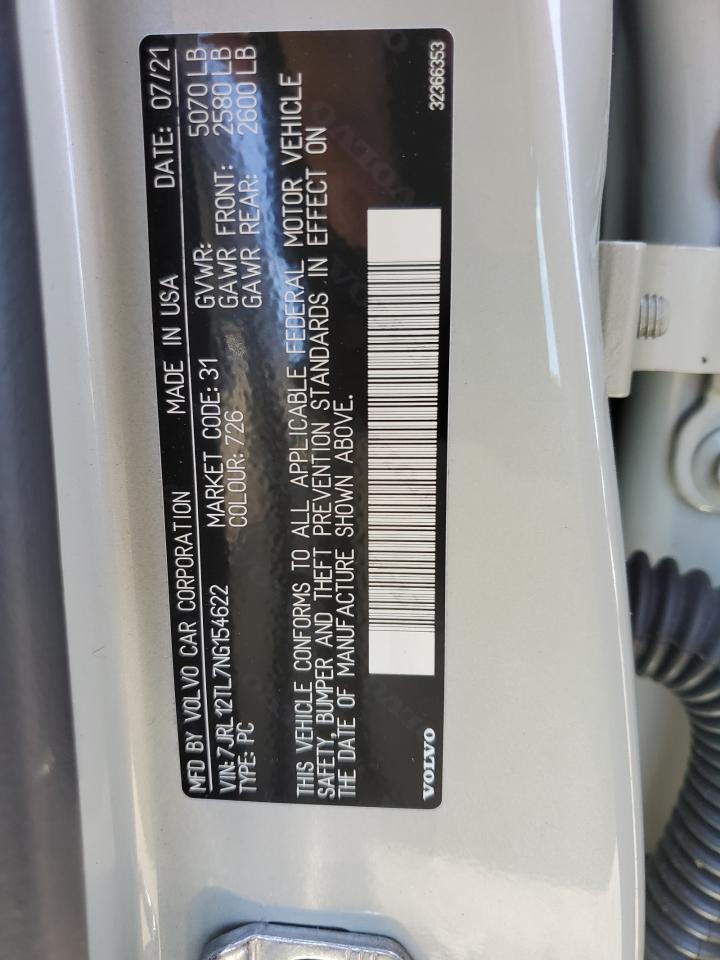 MFD BY VOLVO CAR CORPORATION MADE IN USA DATE: 07/21
VIN: 7JRL12TL7NG154622 MARKET CODE: 31 GVWR: 5070 LB
TYPE: PC COLOUR: 726 GAWR FRONT: 2580 LB
GAWR REAR: 2600 LB
THIS VEHICLE CONFORMS TO ALL APPLICABLE FEDERAL MOTOR VEHICLE
SAFETY, BUMPER AND THEFT PREVENTION STANDARDS IN EFFECT ON
THE DATE OF MANUFACTURE SHOWN ABOVE.
VOLVO 32366353